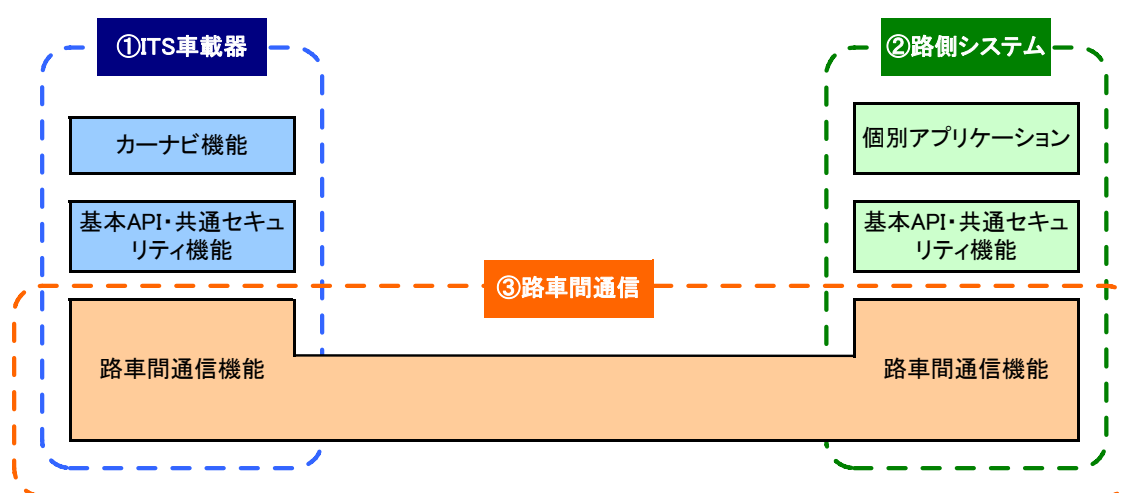 ①ITS車載器
②路側システム
カーナビ機能
個別アプリケーション
基本API・共通セキュ
リティ機能
基本API・共通セキュ
リティ機能
③路車間通信
路車間通信機能
路車間通信機能